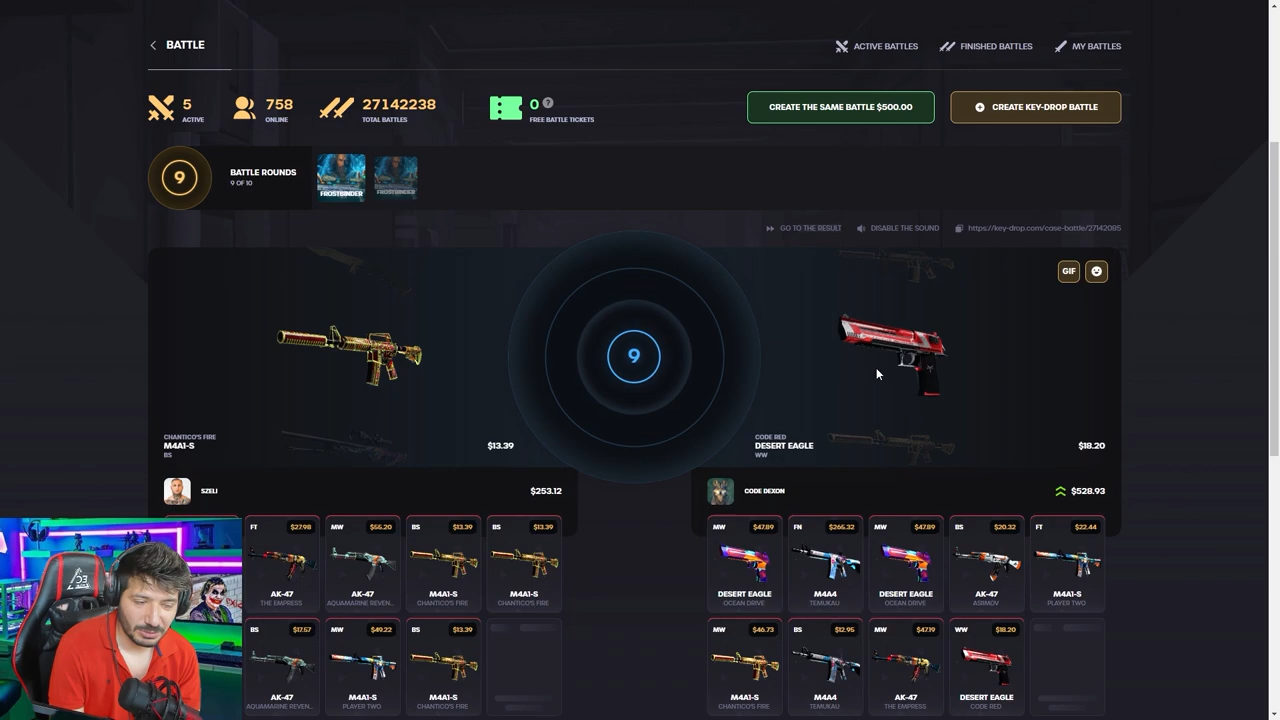 BATTLE
ACTIVE BATTLES
FINISHED BATTLES
MY BATTLES
5
ACTIVE
758
ONLINE
27142238
TOTAL BATTLES
0
?
FREE BATTLE TICKETS
CREATE THE SAME BATTLE $500.00
CREATE KEY-DROP BATTLE
9
BATTLE ROUNDS
9 OF 10
FROSTBINDER
FROSTBINDER
GO TO THE RESULT
DISABLE THE SOUND
https://key-drop.com/case-battle/27142085
GIF
9
CHANTICO'S FIRE
M4A1-S
BS
$13.39
CODE RED
DESERT EAGLE
WW
$18.20
SZELI
$253.12
CODE DEXON
$528.93
FT $27.98
MW $55.20
BS $13.39
BS $13.39
MW $47.89
FN $265.32
MW $47.89
BS $20.32
FT $22.44
AK-47
AK-47
M4A1-S
M4A1-S
DESERT EAGLE
M4A4
DESERT EAGLE
AK-47
M4A1-S
THE EMPRESS
AQUAMARINE REVEN...
CHANTICO'S FIRE
CHANTICO'S FIRE
OCEAN DRIVE
TEMUKAU
OCEAN DRIVE
ASIIMOV
PLAYER TWO
BS $17.57
MW $49.22
BS $13.39
MW $46.73
BS $12.95
MW $47.19
WW $18.20
AK-47
M4A1-S
M4A1-S
M4A1-S
M4A4
AK-47
DESERT EAGLE
AQUAMARINE REVEN...
PLAYER TWO
CHANTICO'S FIRE
CHANTICO'S FIRE
TEMUKAU
THE EMPRESS
CODE RED